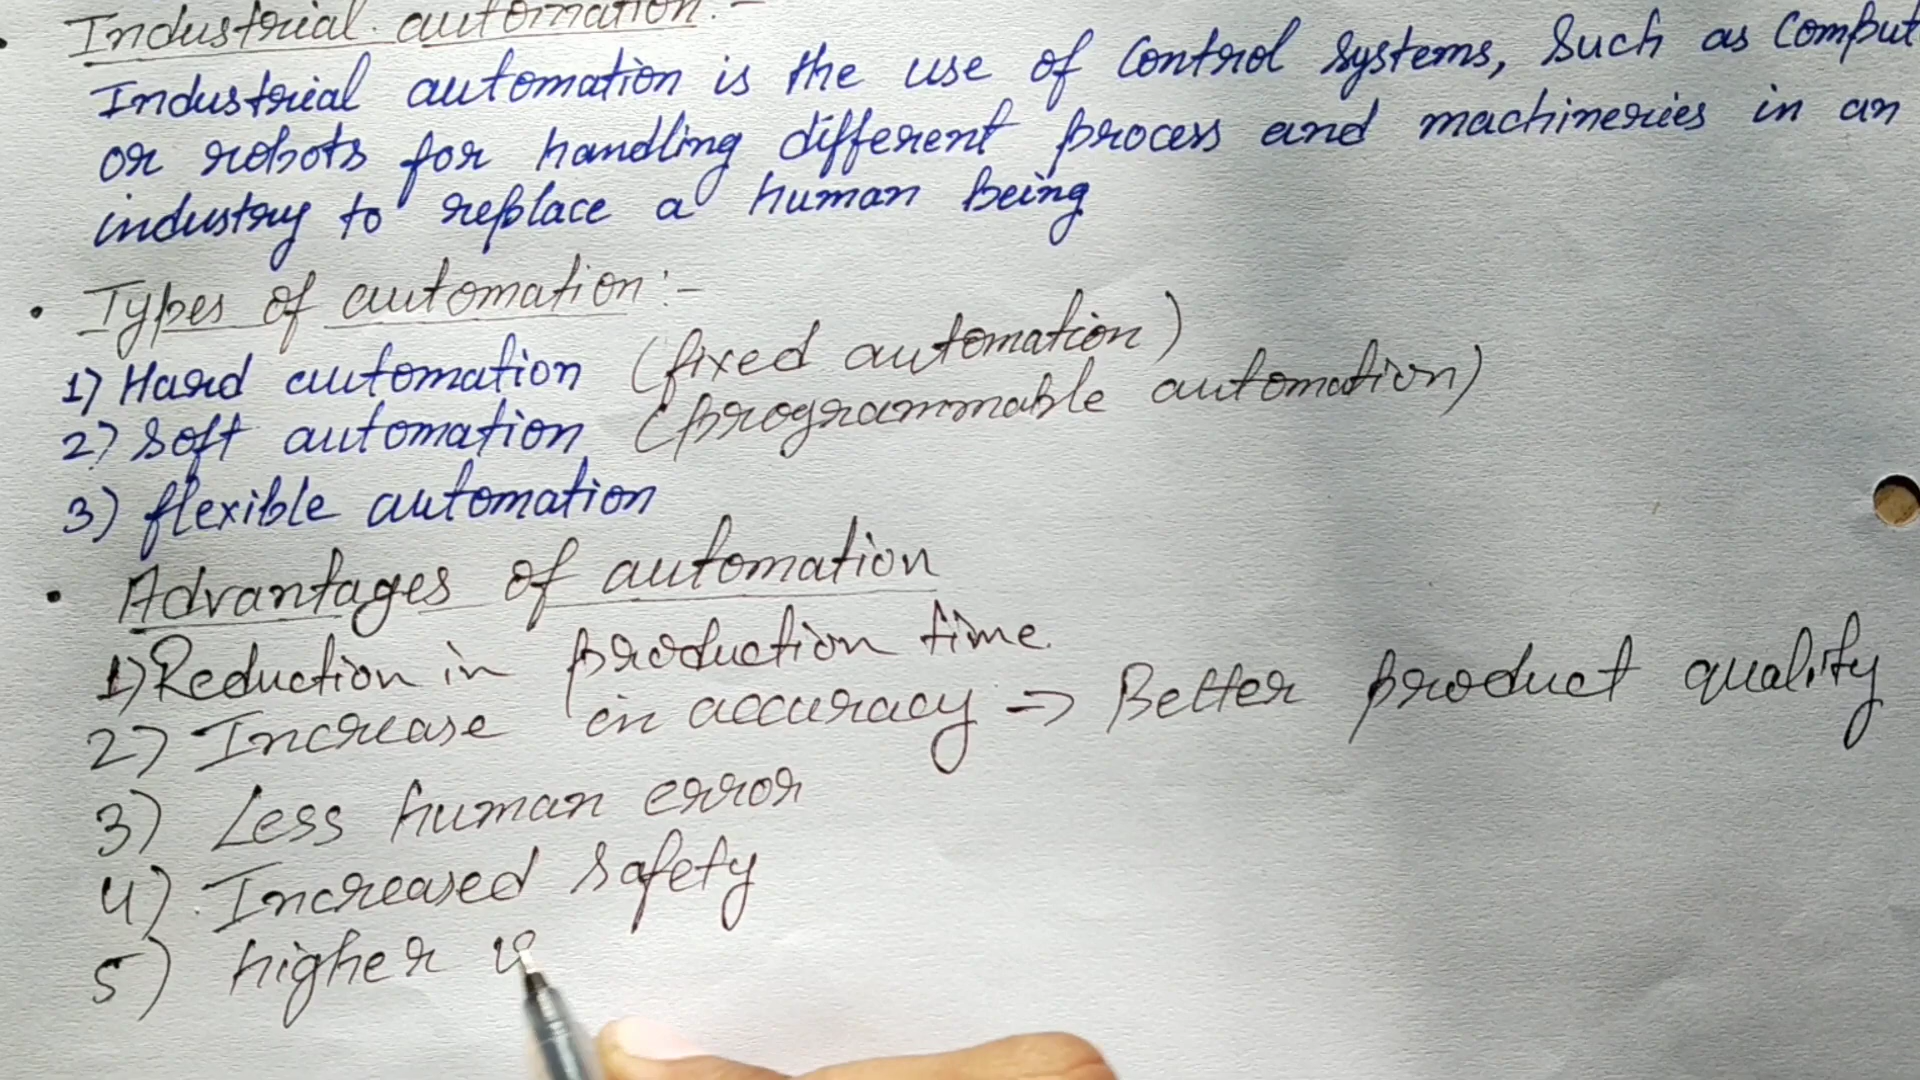 Industrial automation:-
Industrial automation is the use of Control Systems, Such as Comput
or robots for handling different process and machineries in an
industry to replace a human being
Types of automation:-
1) Hard automation (fixed automation)
2) Soft automation (programmable automation)
3) flexible automation
Advantages of automation
1) Reduction in production time.
2) Increase in accuracy => Better product quality
3) Less human error
4) Increased Safety
5) higher